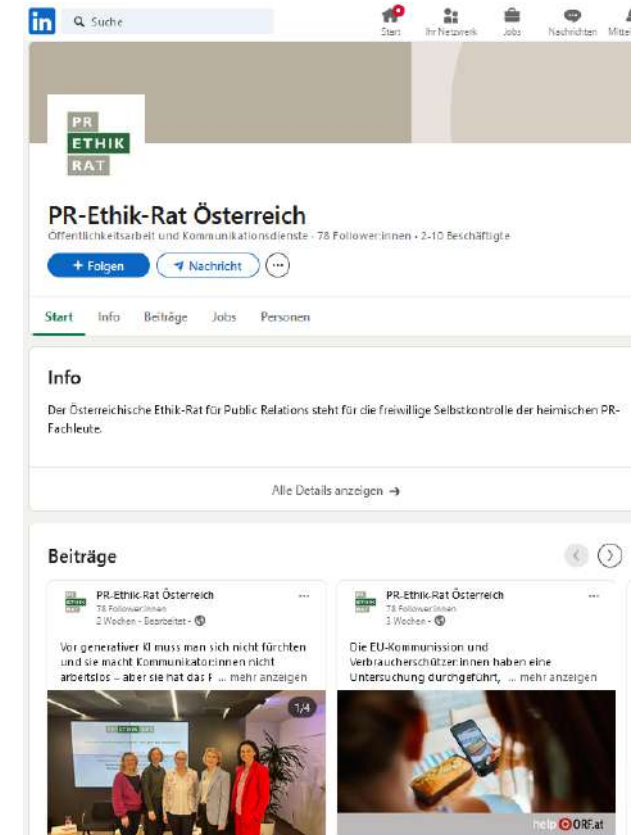 in
Suche
Start
Ihr Netzwerk
Jobs
Nachrichten
PR
ETHIK
RAT
PR-Ethik-Rat Österreich
Öffentlichkeitsarbeit und Kommunikationsdienste · 78 Follower:innen · 2-10 Beschäftigte
+ Folgen
Nachricht
Start Info Beiträge Jobs Personen
Info
Der Österreichische Ethik-Rat für Public Relations steht für die freiwillige Selbstkontrolle der heimischen PR-
Fachleute.
Alle Details anzeigen →
Beiträge
PR-Ethik-Rat Österreich
78 Follower:innen
2 Wochen · Bearbeitet ·
Vor generativer KI muss man sich nicht fürchten
und sie macht Kommunikator:innen nicht
arbeitslos – aber sie hat das ... mehr anzeigen
1/4
PR-Ethik-Rat Österreich
78 Follower:innen
3 Wochen ·
Die EU-Kommunission und
Verbraucherschützer:innen haben eine
Untersuchung durchgeführt, ... mehr anzeigen
help ORF.at